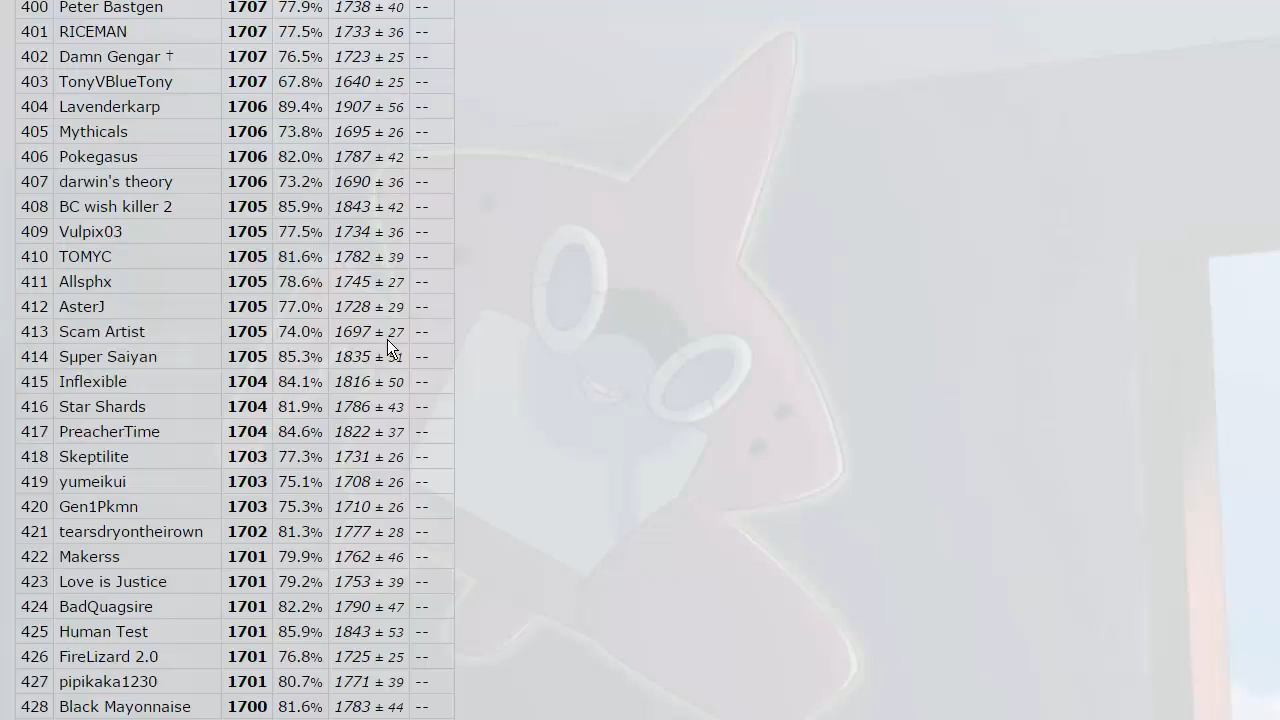 400 Peter Bastgen 1707 77.9% 1738 ± 40 --
401 RICEMAN 1707 77.5% 1733 ± 36 --
402 Damn Gengar † 1707 76.5% 1723 ± 25 --
403 TonyVBlueTony 1707 67.8% 1640 ± 25 --
404 Lavenderkarp 1706 89.4% 1907 ± 56 --
405 Mythicals 1706 73.8% 1695 ± 26 --
406 Pokegasus 1706 82.0% 1787 ± 42 --
407 darwin's theory 1706 73.2% 1690 ± 36 --
408 BC wish killer 2 1705 85.9% 1843 ± 42 --
409 Vulpix03 1705 77.5% 1734 ± 36 --
410 TOMYC 1705 81.6% 1782 ± 39 --
411 Allsphx 1705 78.6% 1745 ± 27 --
412 AsterJ 1705 77.0% 1728 ± 29 --
413 Scam Artist 1705 74.0% 1697 ± 27 --
414 Sμper Saiyan 1705 85.3% 1835 ± --
415 Inflexible 1704 84.1% 1816 ± 50 --
416 Star Shards 1704 81.9% 1786 ± 43 --
417 PreacherTime 1704 84.6% 1822 ± 37 --
418 Skeptilite 1703 77.3% 1731 ± 26 --
419 yumeikui 1703 75.1% 1708 ± 26 --
420 Gen1Pkmn 1703 75.3% 1710 ± 26 --
421 tearsdryontheirown 1702 81.3% 1777 ± 28 --
422 Makerss 1701 79.9% 1762 ± 46 --
423 Love is Justice 1701 79.2% 1753 ± 39 --
424 BadQuagsire 1701 82.2% 1790 ± 47 --
425 Human Test 1701 85.9% 1843 ± 53 --
426 FireLizard 2.0 1701 76.8% 1725 ± 25 --
427 pipikaka1230 1701 80.7% 1771 ± 39 --
428 Black Mayonnaise 1700 81.6% 1783 ± 44 --